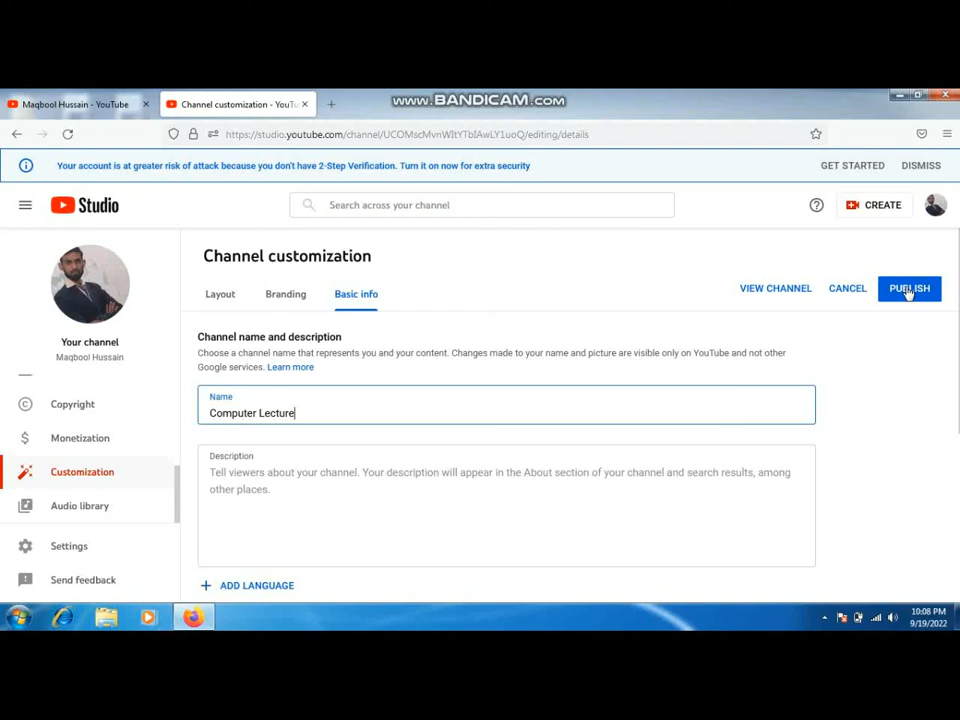 www.BANDICAM.com
Maqbool Hussain - YouTube
Channel customization - YouTu
https://studio.youtube.com/channel/UCOMscMvnWItYTbIAwLY1uoQ/editing/details
Your account is at greater risk of attack because you don't have 2-Step Verification. Turn it on now for extra security
GET STARTED
DISMISS
Studio
Search across your channel
CREATE
Your channel
Maqbool Hussain
Copyright
Monetization
Customization
Audio library
Settings
Send feedback
Channel customization
Layout
Branding
Basic info
VIEW CHANNEL
CANCEL
PUBLISH
Channel name and description
Choose a channel name that represents you and your content. Changes made to your name and picture are visible only on YouTube and not other
Google services. Learn more
Name
Computer Lecture
Description
Tell viewers about your channel. Your description will appear in the About section of your channel and search results, among
other places.
ADD LANGUAGE
10:08 PM
9/19/2022